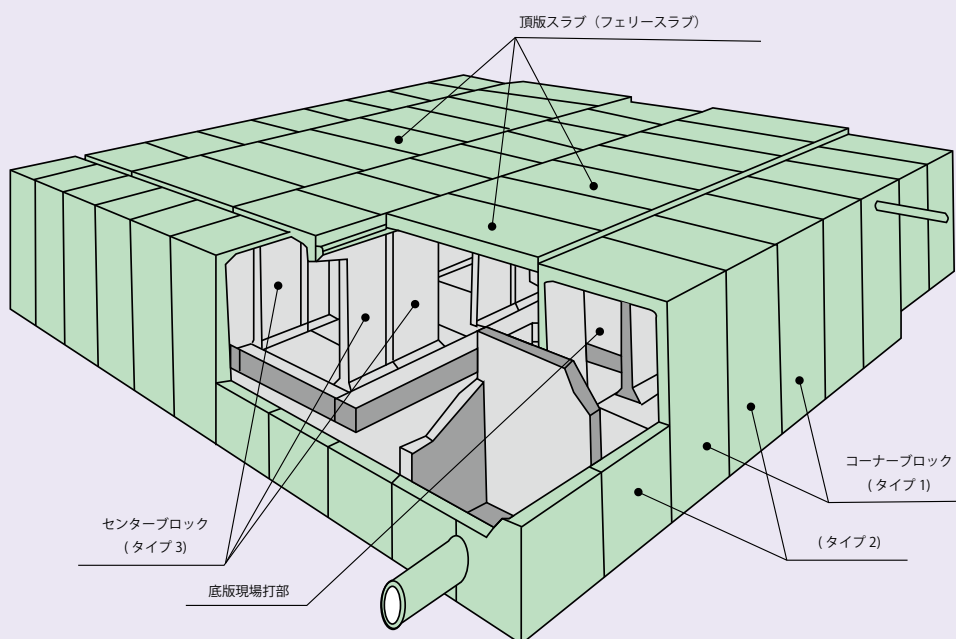 頂版スラブ（フェリースラブ）
コーナーブロック
( タイプ 1)
センターブロック
( タイプ 3)
( タイプ 2)
底版現場打部